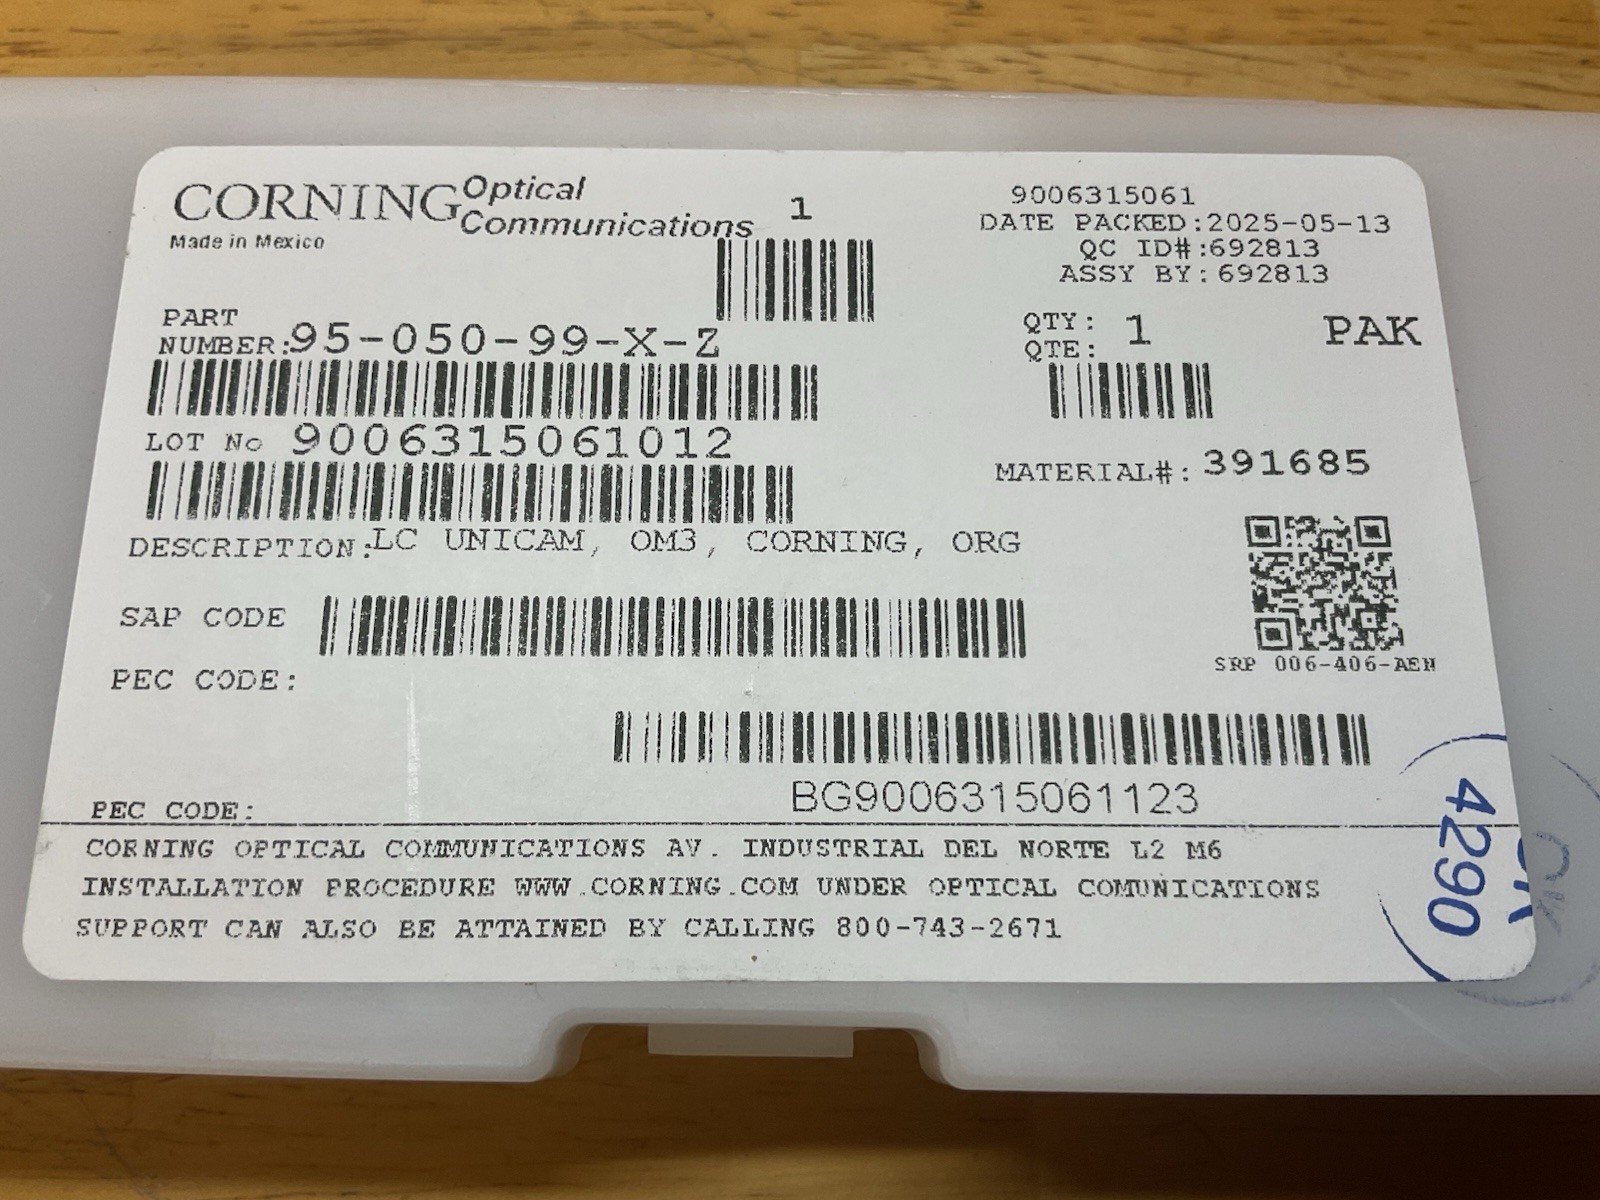 CORNING Optical Communications
Made in Mexico
1
9006315061
DATE PACKED:2025-05-13
QC ID#:692813
ASSY BY:692813
PART NUMBER:95-050-99-X-Z
QTY: 1 PAK
QTE:
LOT No 9006315061012
MATERIAL#: 391685
DESCRIPTION:LC UNICAM, OM3, CORNING, ORG
SAP CODE
SRP 006-406-AEN
PEC CODE:
BG9006315061123
PEC CODE:
CORNING OPTICAL COMMUNICATIONS AV. INDUSTRIAL DEL NORTE L2 M6
INSTALLATION PROCEDURE WWW.CORNING.COM UNDER OPTICAL COMUNICATIONS
SUPPORT CAN ALSO BE ATTAINED BY CALLING 800-743-2671
4290